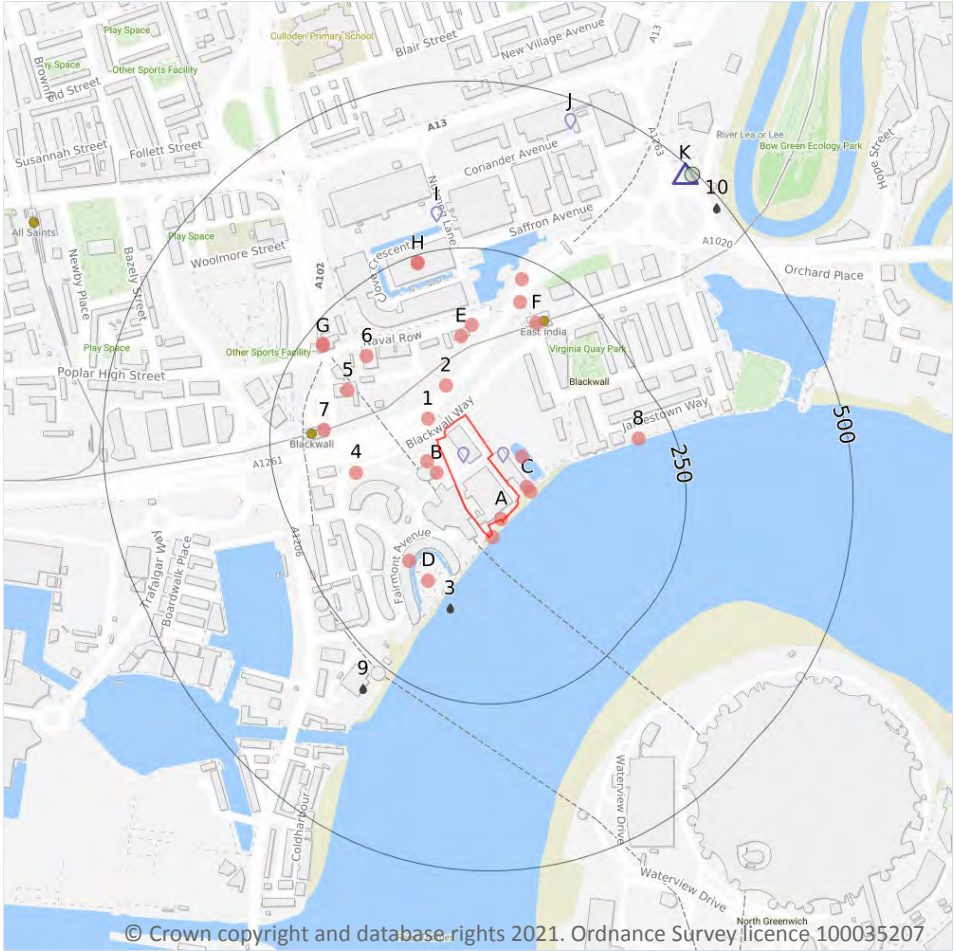 Play Space
Culloden Primary School
Blair Street
New Village Avenue
A13
Other Sports Facility
J
A13
Susannah Street
Follett Street
Coriander Avenue
A1263
River Lea or Lee
Bow Green Ecology Park
Hope Street
K
10
I
All Saints
Play Space
Saffron Avenue
A1020
Newby Place
Bazely Street
Woolmore Street
H
Crescent
Clove
Orchard Place
A102
F
E
G
6
Naval Row
East India
Play Space
Other Sports Facility
Virginia Quay Park
Poplar High Street
5
2
Blackwall
1
Blackwall Way
Jamestown Way
7
8
500
Blackwall
A1261
4
B
C
250
A
A1206
Trafalgar Way
Boardwalk Place
Fairmont Avenue
D
3
9
Waterview Drive
Coldharbour
Waterview Drive
North Greenwich
© Crown copyright and database rights 2021. Ordnance Survey licence 100035207